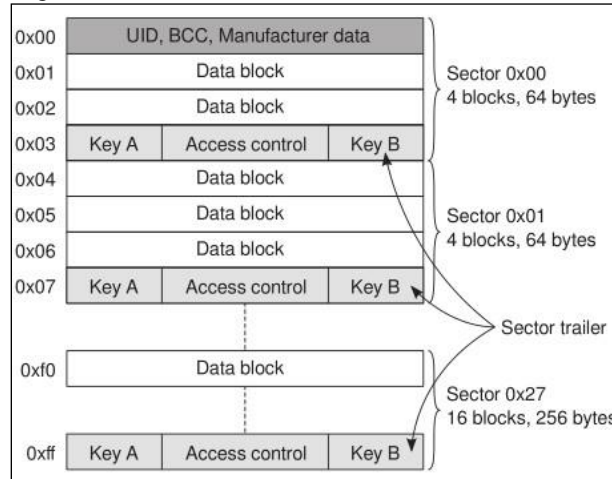 0x00 UID, BCC, Manufacturer data
0x01 Data block
Sector 0x00
4 blocks, 64 bytes
0x02 Data block
0x03 Key A Access control Key B
0x04 Data block
0x05 Data block
Sector 0x01
4 blocks, 64 bytes
0x06 Data block
0x07 Key A Access control Key B
Sector trailer
0xf0 Data block
Sector 0x27
16 blocks, 256 bytes
0xff Key A Access control Key B